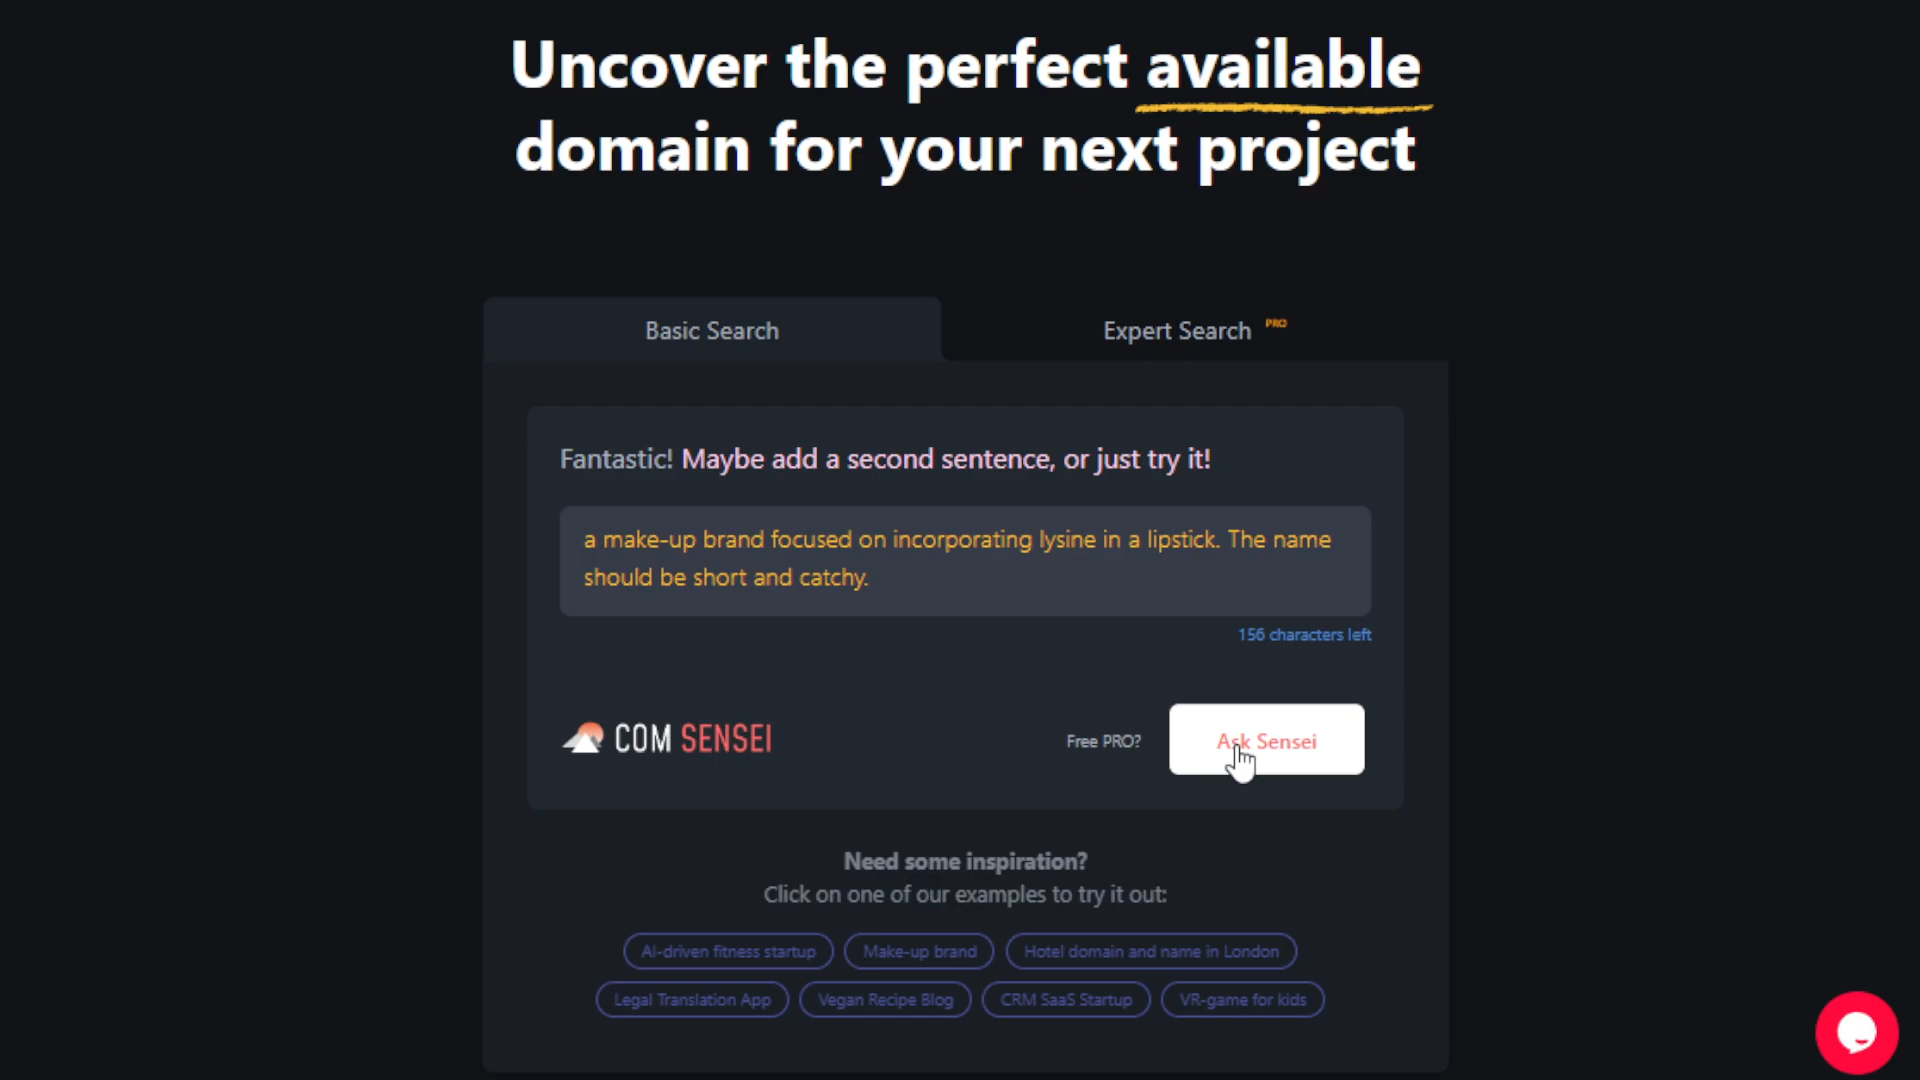 Uncover the perfect available
domain for your next project
Basic Search
Expert Search PRO
Fantastic! Maybe add a second sentence, or just try it!
a make-up brand focused on incorporating lysine in a lipstick. The name
should be short and catchy.
156 characters left
COM SENSEI
Free PRO?
Ask Sensei
Need some inspiration?
Click on one of our examples to try it out:
AI-driven fitness startup
Make-up brand
Hotel domain and name in London
Legal Translation App
Vegan Recipe Blog
CRM SaaS Startup
VR-game for kids